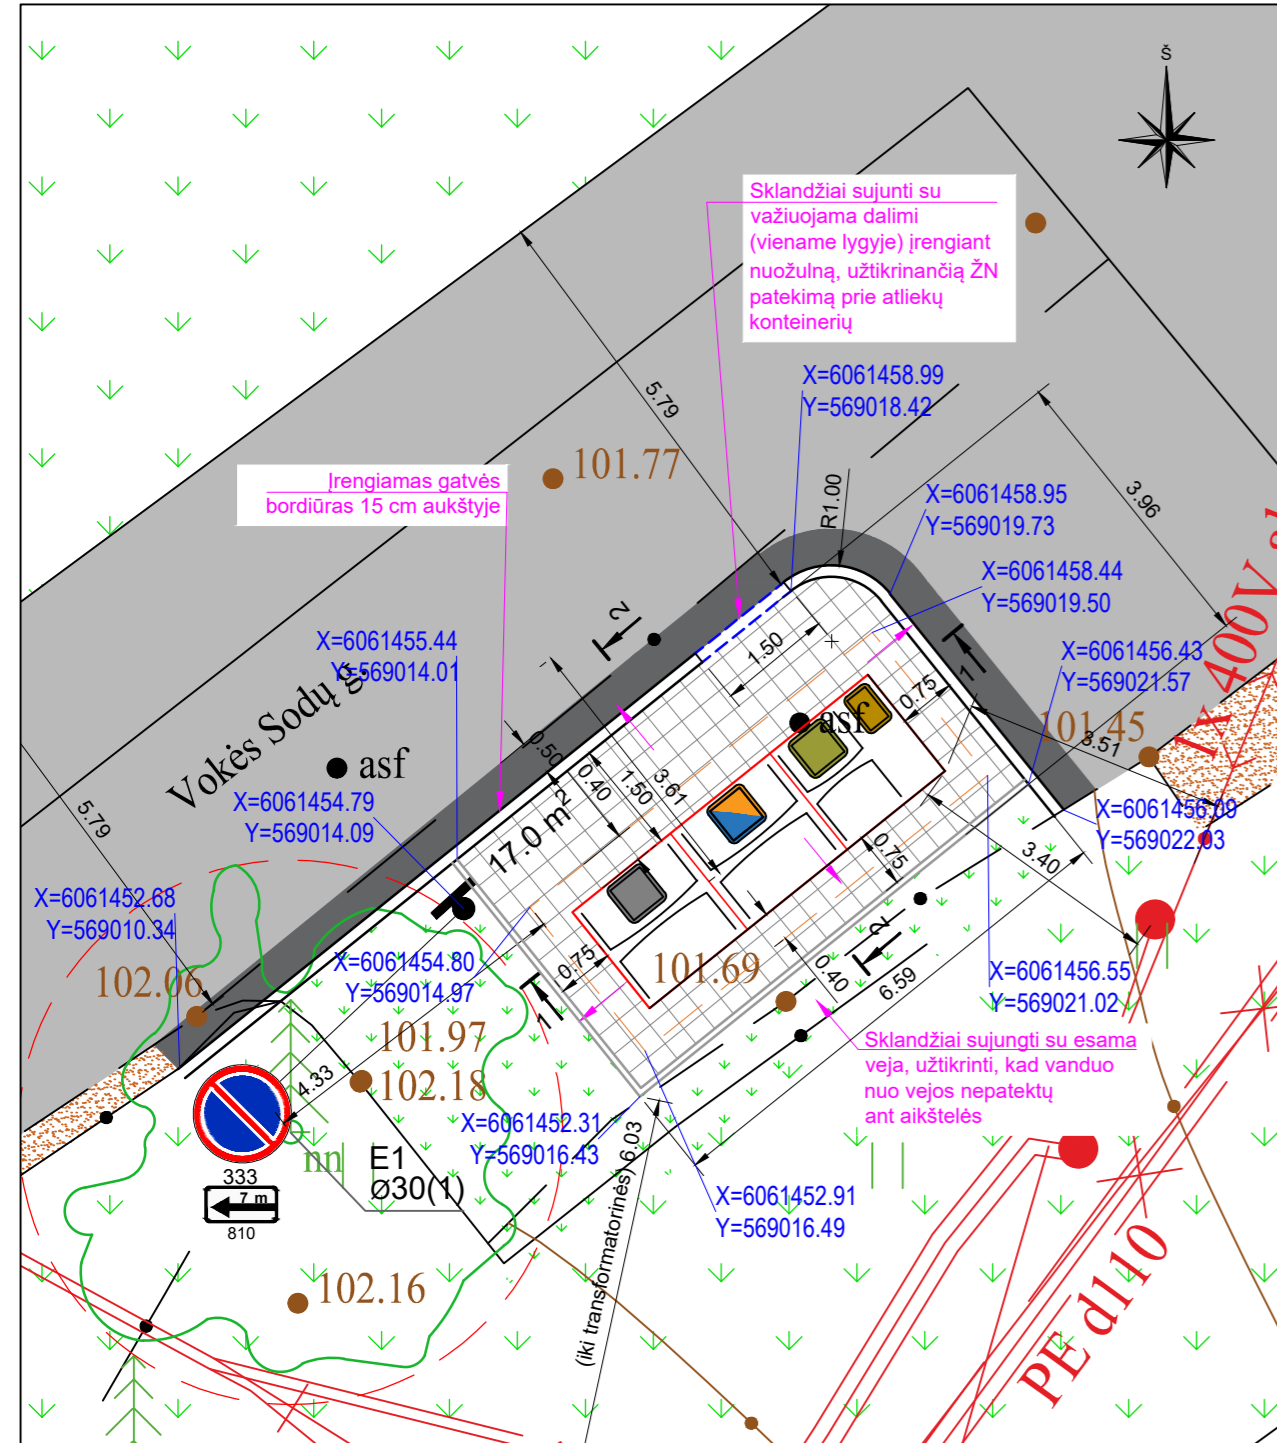 Š
Sklandžiai sujunti su
važiuojama dalimi
(viename lygyje) įrengiant
nuožulną, užtikrinančią ŽN
patekimą prie atliekų
konteinerių
X=6061458.99
Y=569018.42
5.79
101.77
Įrengiamas gatvės
bordiūras 15 cm aukštyje
R1.00
X=6061458.95
Y=569019.73
3.96
X=6061458.44
Y=569019.50
1x 400V
2
X=6061455.44
Y=569014.01
1.50
X=6061456.43
Y=569021.57
1
0.75
Vokės Sodų g.
asf
asf
101.45
3.51
0.50
0.40
1.50
3.61
17.0 m²
X=6061454.79
Y=569014.09
5.79
X=6061456.09
Y=569022.03
0.75
3.40
X=6061452.68
Y=569010.34
102.06
X=6061454.80
Y=569014.97
0.75
101.69
2
0.40
6.59
X=6061456.55
Y=569021.02
1
101.97
102.18
4.33
Sklandžiai sujungti su esama
veja, užtikrinti, kad vanduo
nuo vejos nepatektų
ant aikštelės
X=6061452.31
Y=569016.43
nn
E1
Ø30(1)
333
7 m
810
X=6061452.91
Y=569016.49
(iki transformatorinės) 6.03
102.16
PE d110